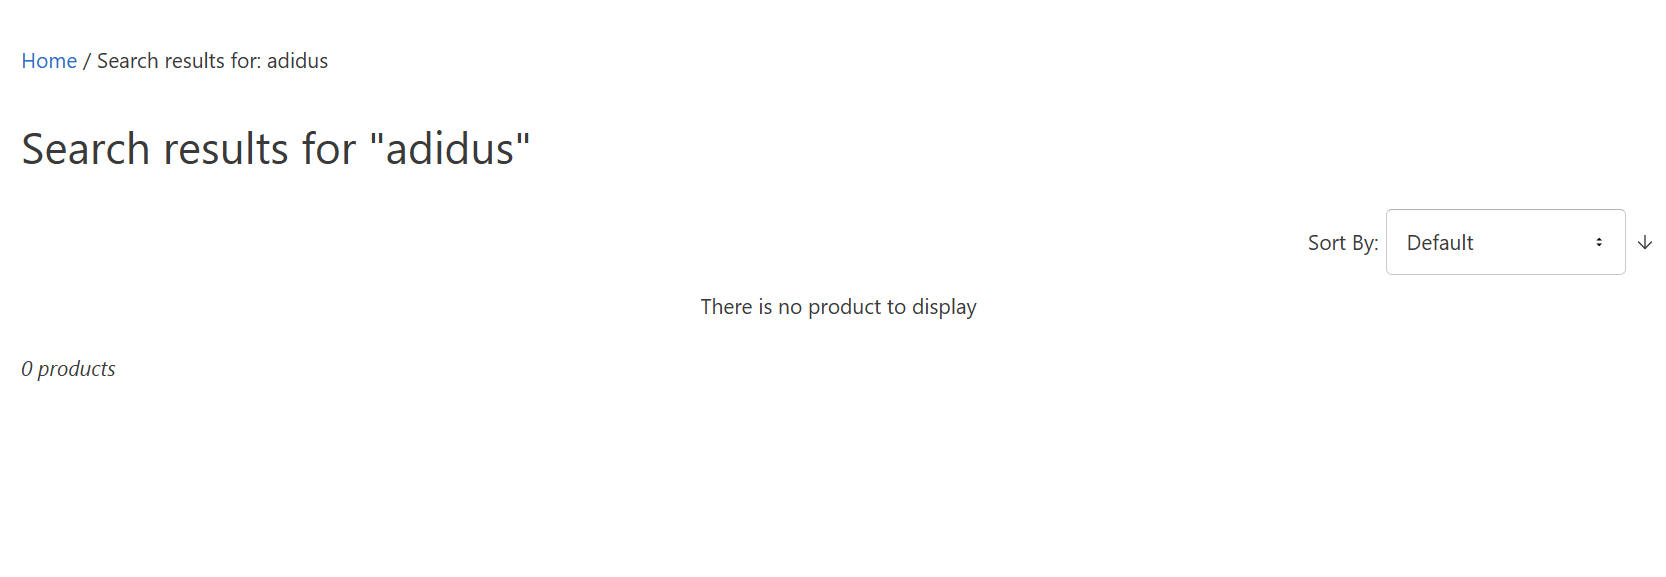 Home / Search results for: adidus
Search results for "adidus"
Sort By: Default
There is no product to display
0 products